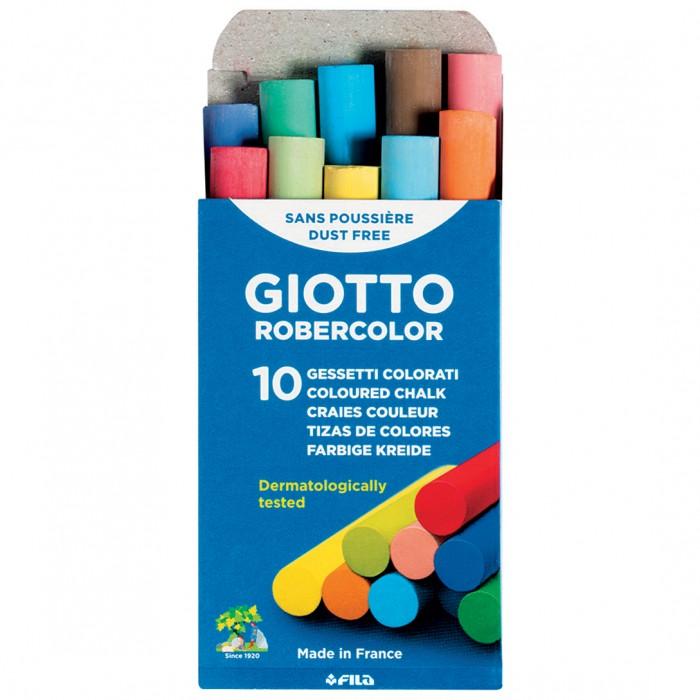 SANS POUSSIÈRE
DUST FREE
GIOTTO
ROBERCOLOR
10 GESSETTI COLORATI
COLOURED CHALK
CRAIES COULEUR
TIZAS DE COLORES
FARBIGE KREIDE
Dermatologically
tested
Since 1920
Made in France
FILA